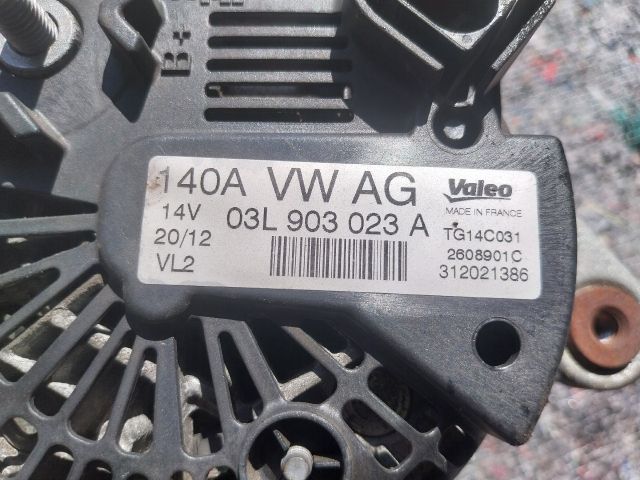 B+
140A VW AG
14V 03L 903 023 A
20/12
VL2
Valeo
MADE IN FRANCE
TG14C031
2608901C
312021386